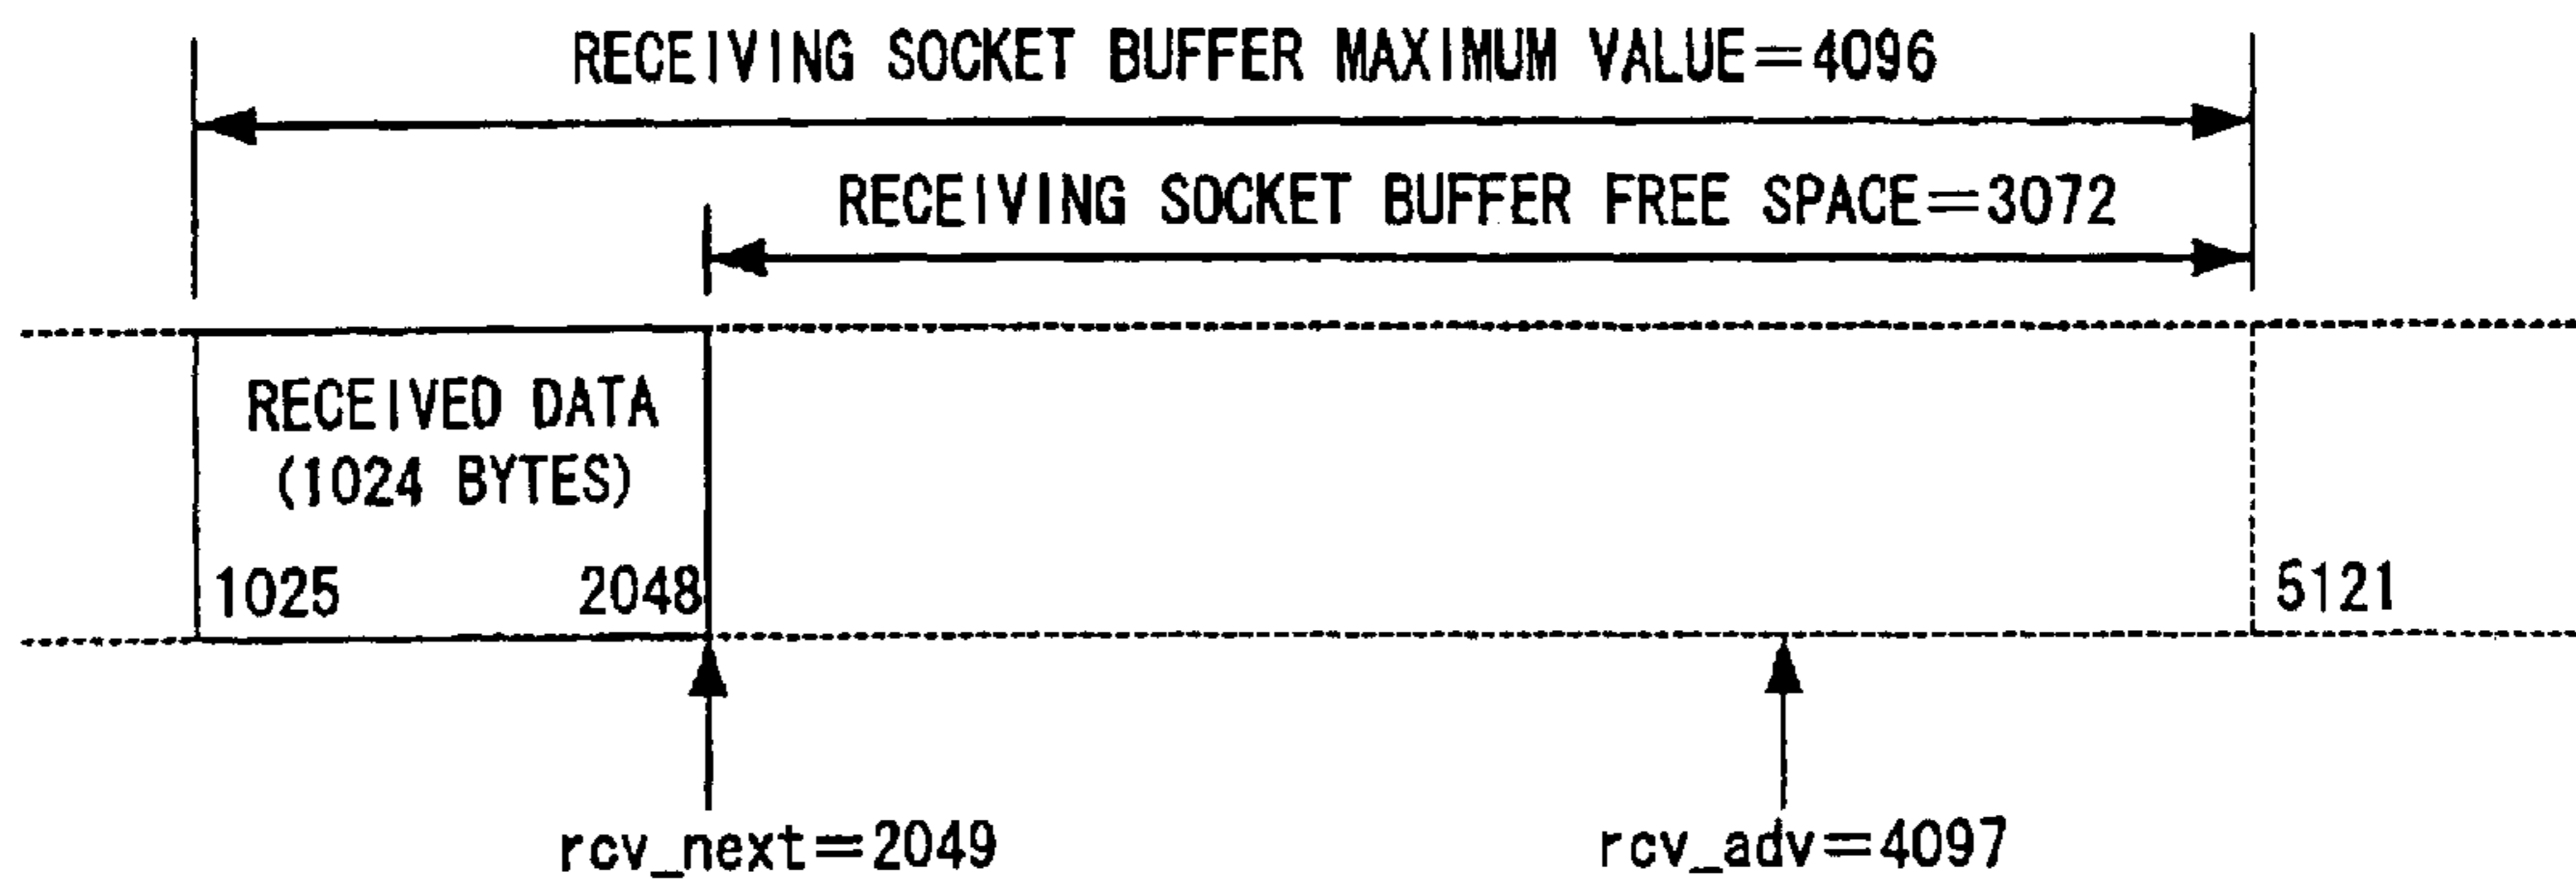 RECEIVING SOCKET BUFFER MAXIMUM VALUE=4096
RECEIVING SOCKET BUFFER FREE SPACE=3072
RECEIVED DATA
(1024 BYTES)
1025 2048 5121
rcv_next=2049 rcv_adv=4097